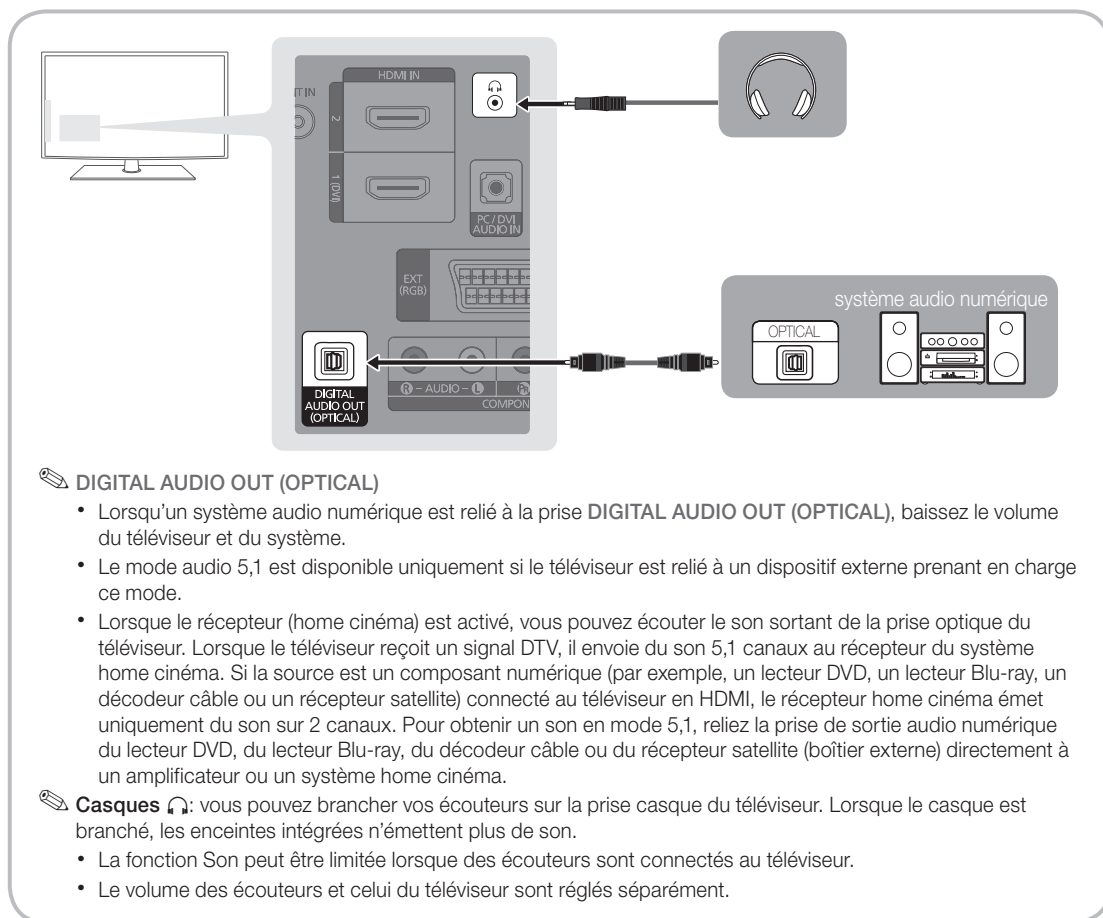 IT IN
HDMI IN
2
1 (DVI)
PC / DVI
AUDIO IN
EXT
(RGB)
DIGITAL
AUDIO OUT
(OPTICAL)
R – AUDIO – L
PR
COMPON
système audio numérique
OPTICAL
DIGITAL AUDIO OUT (OPTICAL)
• Lorsqu’un système audio numérique est relié à la prise DIGITAL AUDIO OUT (OPTICAL), baissez le volume
du téléviseur et du système.
• Le mode audio 5,1 est disponible uniquement si le téléviseur est relié à un dispositif externe prenant en charge
ce mode.
• Lorsque le récepteur (home cinéma) est activé, vous pouvez écouter le son sortant de la prise optique du
téléviseur. Lorsque le téléviseur reçoit un signal DTV, il envoie du son 5,1 canaux au récepteur du système
home cinéma. Si la source est un composant numérique (par exemple, un lecteur DVD, un lecteur Blu-ray, un
décodeur câble ou un récepteur satellite) connecté au téléviseur en HDMI, le récepteur home cinéma émet
uniquement du son sur 2 canaux. Pour obtenir un son en mode 5,1, reliez la prise de sortie audio numérique
du lecteur DVD, du lecteur Blu-ray, du décodeur câble ou du récepteur satellite (boîtier externe) directement à
un amplificateur ou un système home cinéma.
Casques : vous pouvez brancher vos écouteurs sur la prise casque du téléviseur. Lorsque le casque est
branché, les enceintes intégrées n’émettent plus de son.
• La fonction Son peut être limitée lorsque des écouteurs sont connectés au téléviseur.
• Le volume des écouteurs et celui du téléviseur sont réglés séparément.